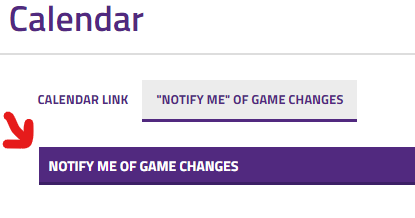 Calendar
CALENDAR LINK "NOTIFY ME" OF GAME CHANGES
NOTIFY ME OF GAME CHANGES